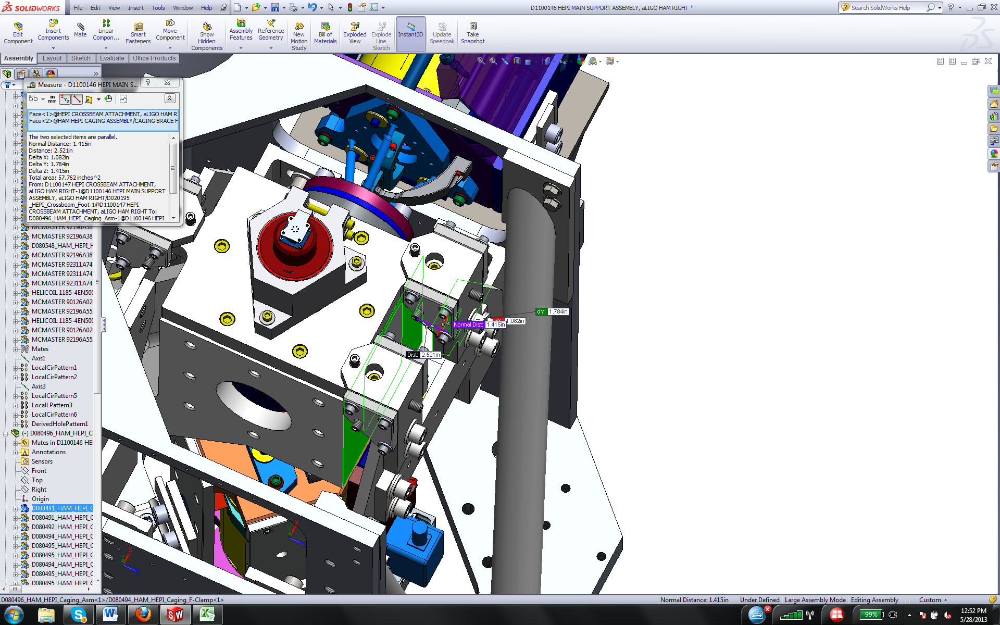 SOLIDWORKS
File Edit View Insert Tools Window Help
D1100146 HEPI MAIN SUPPORT ASSEMBLY, aLIGO HAM RIGHT *
Search SolidWorks Help
Edit Component
Insert Components
Mate
Linear Compon...
Smart Fasteners
Move Component
Show Hidden Components
Assembly Features
Reference Geometry
New Motion Study
Bill of Materials
Exploded View
Explode Line Sketch
Instant3D
Update Speedpak
Take Snapshot
Assembly Layout Sketch Evaluate Office Products
Measure - D1100146 HEPI MAIN S...
in
mm
Face<1>@HEPI CROSSBEAM ATTACHMENT, aLIGO HAM R
Face<2>@HAM HEPI CAGING ASSEMBLY/CAGING BRACE F
The two selected items are parallel.
Normal Distance: 1.415in
Distance: 2.521in
Delta X: 1.082in
Delta Y: 1.784in
Delta Z: 1.415in
Total area: 57.762 inches^2
From: D1100147 HEPI CROSSBEAM ATTACHMENT,
aLIGO HAM RIGHT-1@D1100146 HEPI MAIN SUPPORT
ASSEMBLY, aLIGO HAM RIGHT/D020195
_HEPI_Crossbeam_Foot-1@D1100147 HEPI
CROSSBEAM ATTACHMENT, aLIGO HAM RIGHT To:
D080496_HAM_HEPI_Caging_Asm-1@D1100146 HEPI
MCMASTER 92196A38
MCMASTER 92196A38
D080548_HAM_HEPI_H
MCMASTER 92196A38
MCMASTER 92311A74
MCMASTER 92311A74
MCMASTER 92311A74
HELICOIL 1185-4EN500
MCMASTER 90126A029
MCMASTER 92196A55
HELICOIL 1185-4EN500
MCMASTER 90126A029
MCMASTER 92196A55
Mates
Axis1
LocalCirPattern1
LocalCirPattern2
Axis3
LocalCirPattern5
LocalLPattern3
LocalCirPattern6
DerivedHolePattern1
(-) D080496_HAM_HEPI_C
Mates in D1100146 HEI
Annotations
Sensors
Front
Top
Right
Origin
D080491_HAM_HEPI_C
D080491_HAM_HEPI_C
D080492_HAM_HEPI_C
D080494_HAM_HEPI_C
D080495_HAM_HEPI_C
D080495_HAM_HEPI_C
D080494_HAM_HEPI_C
D080495_HAM_HEPI_C
D080495_HAM_HEPI_C
dY: 1.784in
dX: 1.082in
Normal Dist: 1.415in
Dist: 2.521in
D080496_HAM_HEPI_Caging_Asm<1>/D080494_HAM_HEPI_Caging_F-Clamp<1>
Normal Distance: 1.415in Under Defined Large Assembly Mode Editing Assembly Custom
99%
12:52 PM
5/28/2013